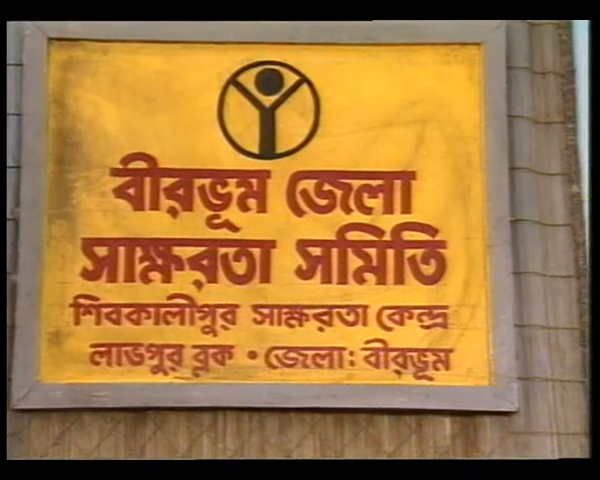 বীরভূম জেলা
সাক্ষরতা সমিতি
শিবকালীপুর সাক্ষরতা কেন্দ্র
লাভপুর ব্লক • জেলা: বীরভূম